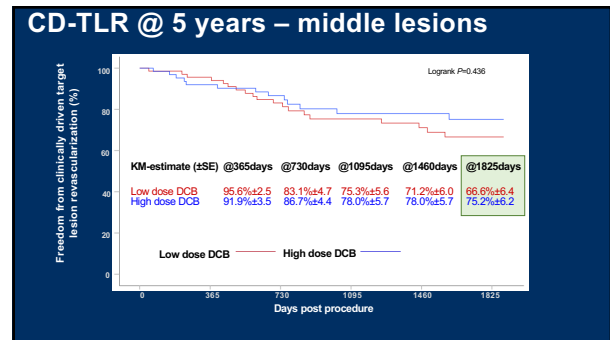 CD-TLR @ 5 years – middle lesions
Freedom from clinically driven target
lesion revascularization (%)
100
80
60
40
20
0
Logrank P=0.436
KM-estimate (±SE) @365days @730days @1095days @1460days @1825days
Low dose DCB 95.6%±2.5 83.1%±4.7 75.3%±5.6 71.2%±6.0 66.6%±6.4
High dose DCB 91.9%±3.5 86.7%±4.4 78.0%±5.7 78.0%±5.7 75.2%±6.2
Low dose DCB High dose DCB
0 365 730 1095 1460 1825
Days post procedure